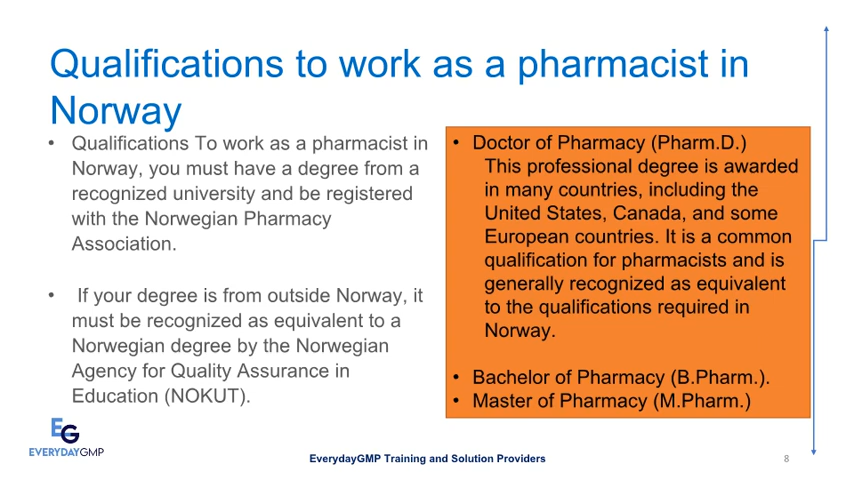 Qualifications to work as a pharmacist in
Norway
• Qualifications To work as a pharmacist in
Norway, you must have a degree from a
recognized university and be registered
with the Norwegian Pharmacy
Association.
• If your degree is from outside Norway, it
must be recognized as equivalent to a
Norwegian degree by the Norwegian
Agency for Quality Assurance in
Education (NOKUT).
• Doctor of Pharmacy (Pharm.D.)
This professional degree is awarded
in many countries, including the
United States, Canada, and some
European countries. It is a common
qualification for pharmacists and is
generally recognized as equivalent
to the qualifications required in
Norway.
• Bachelor of Pharmacy (B.Pharm.).
• Master of Pharmacy (M.Pharm.)
EG
EVERYDAYGMP
EverydayGMP Training and Solution Providers
8